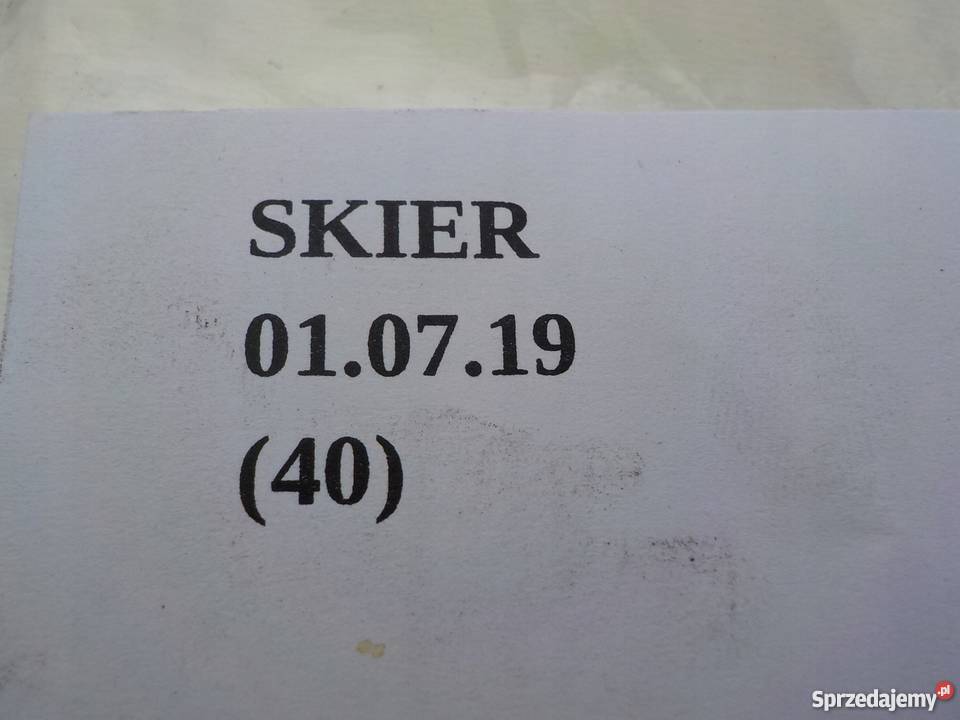 SKIER
01.07.19
(40)
Sprzedajemy.pl